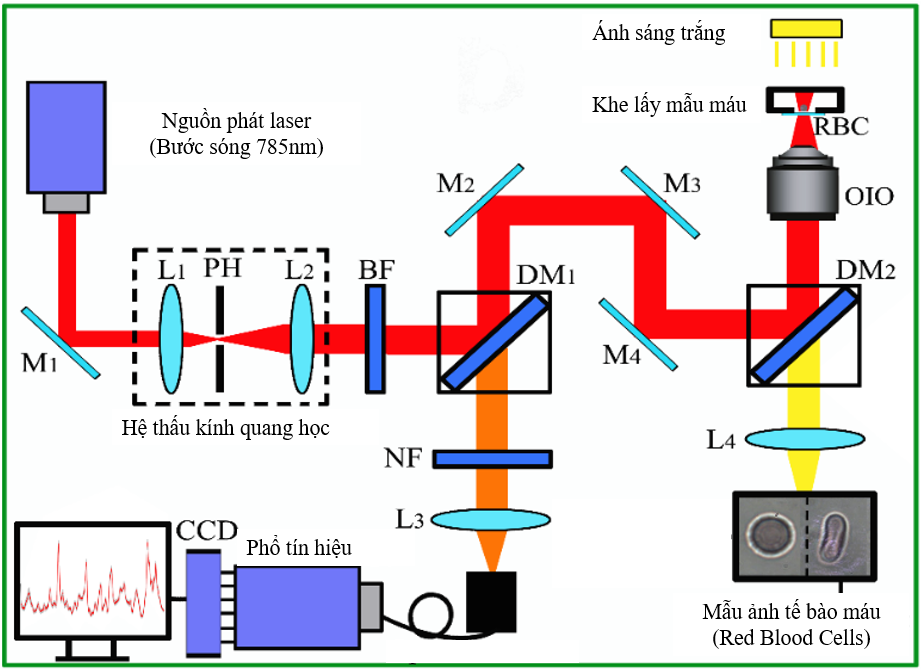 Ánh sáng trắng
Nguồn phát laser
(Bước sóng 785nm)
Khe lấy mẫu máu
RBC
M2
M3
OIO
L1
PH
L2
BF
DM1
DM2
M1
M4
Hệ thấu kính quang học
NF
L4
L3
CCD
Phổ tín hiệu
Mẫu ảnh tế bào máu
(Red Blood Cells)